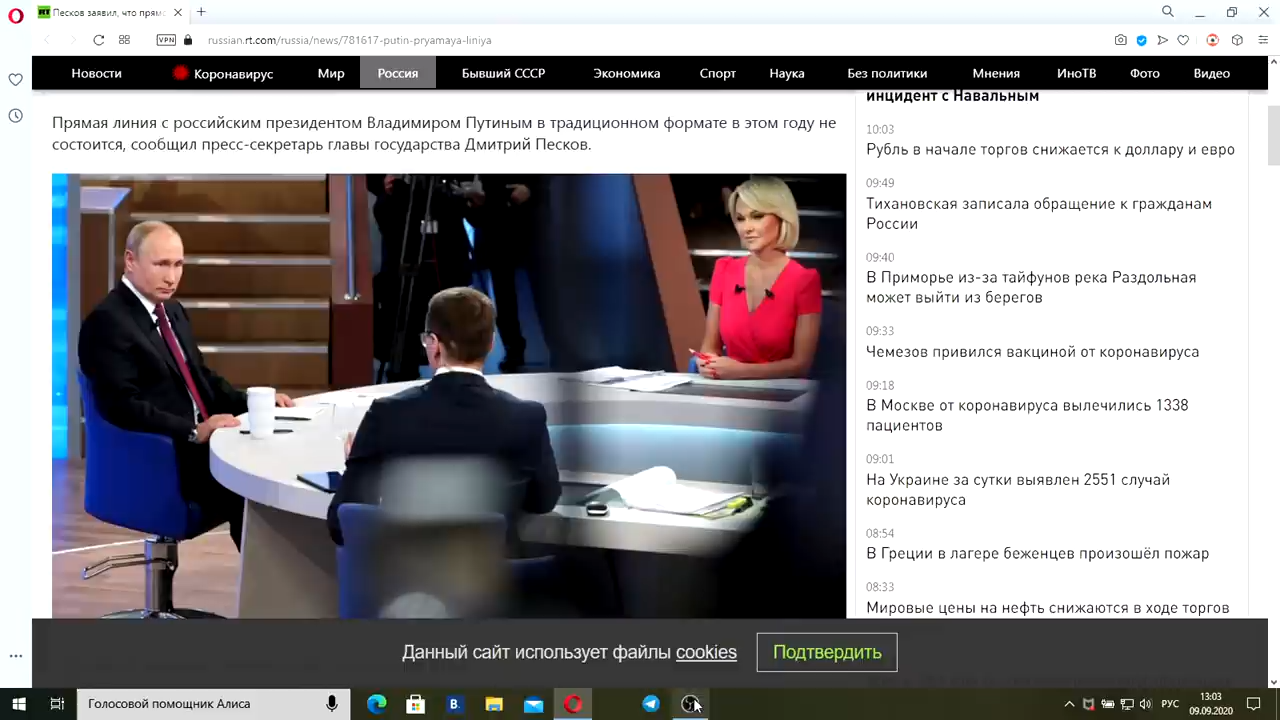 Песков заявил, что прямо
VPN
russian.rt.com/russia/news/781617-putin-pryamaya-liniya
Новости
Коронавирус
Мир
Россия
Бывший СССР
Экономика
Спорт
Наука
Без политики
Мнения
ИноТВ
Фото
Видео
Прямая линия с российским президентом Владимиром Путиным в традиционном формате в этом году не
состоится, сообщил пресс-секретарь главы государства Дмитрий Песков.
инцидент с Навальным
10:03
Рубль в начале торгов снижается к доллару и евро
09:49
Тихановская записала обращение к гражданам
России
09:40
В Приморье из-за тайфунов река Раздольная
может выйти из берегов
09:33
Чемезов привился вакциной от коронавируса
09:18
В Москве от коронавируса вылечились 1338
пациентов
09:01
На Украине за сутки выявлен 2551 случай
коронавируса
08:54
В Греции в лагере беженцев произошёл пожар
08:33
Мировые цены на нефть снижаются в ходе торгов
Данный сайт использует файлы cookies
Подтвердить
Голосовой помощник Алиса
РУС
13:03
09.09.2020